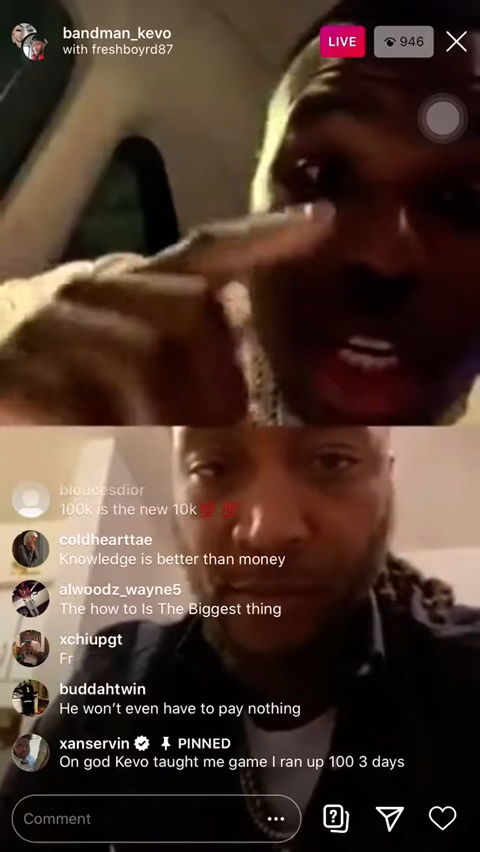 bandman_kevo
with freshboyrd87
LIVE
946
bloucesdior
100k is the new 10k💯💯
coldhearttae
Knowledge is better than money
alwoodz_wayne5
The how to Is The Biggest thing
xchiupgt
Fr
buddahtwin
He won't even have to pay nothing
xanservin PINNED
On god Kevo taught me game I ran up 100 3 days
Comment